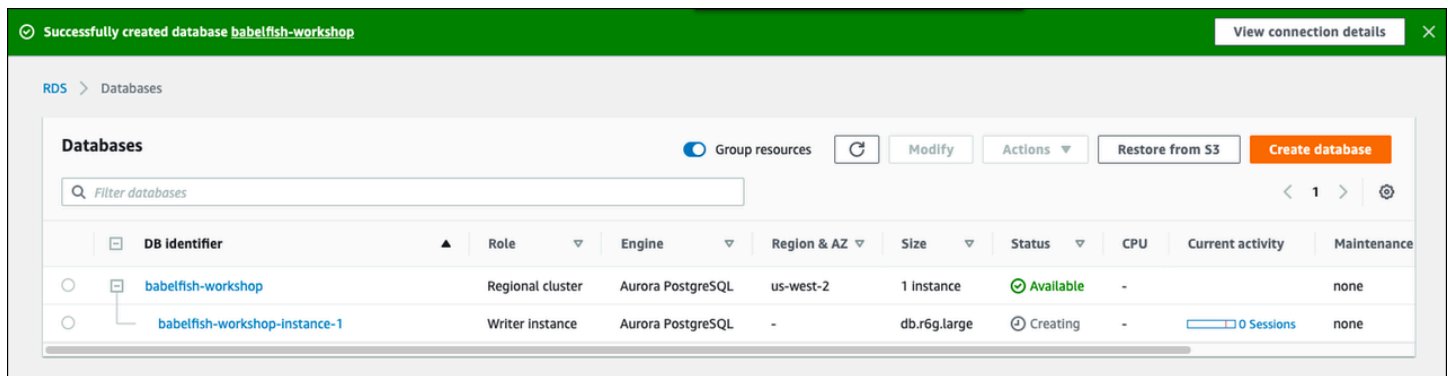 Successfully created database babelfish-workshop View connection details
RDS > Databases
Databases Group resources Modify Actions Restore from S3 Create database
Filter databases < 1 >
DB identifier Role Engine Region & AZ Size Status CPU Current activity Maintenance
babelfish-workshop Regional cluster Aurora PostgreSQL us-west-2 1 instance Available - none
babelfish-workshop-instance-1 Writer instance Aurora PostgreSQL - db.r6g.large Creating - 0 Sessions none